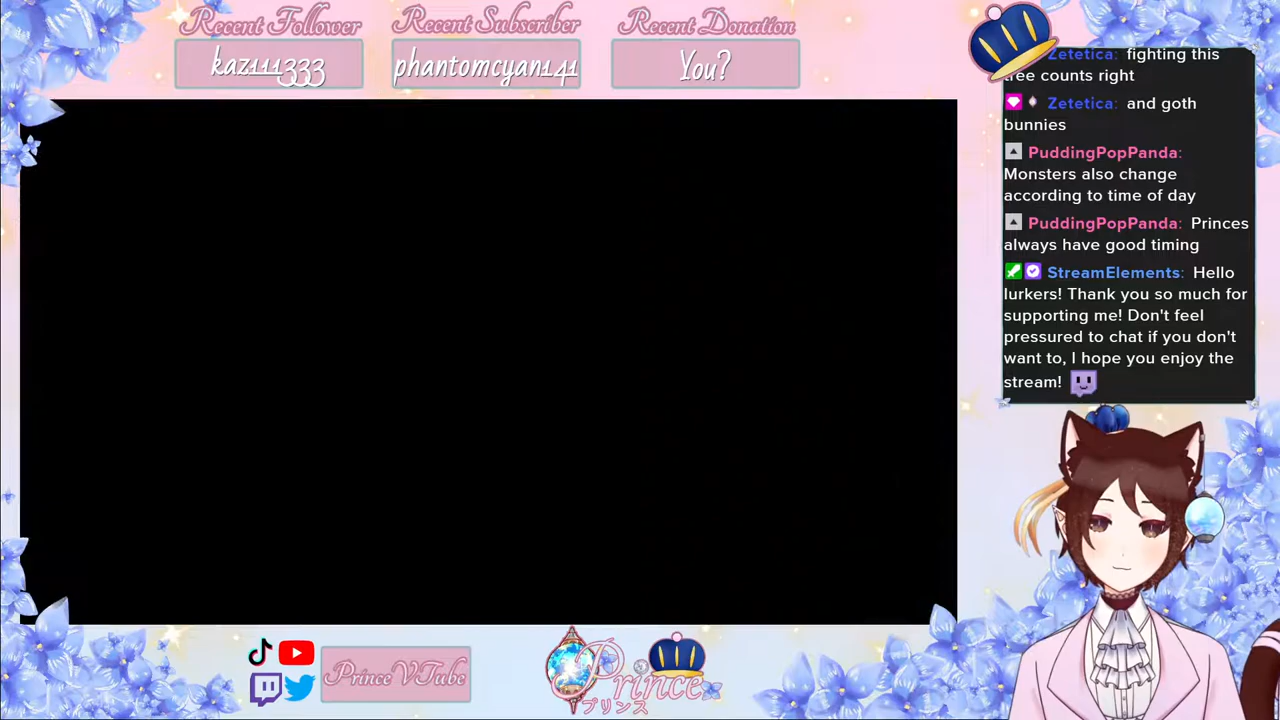 Recent Follower
kaz111333
Recent Subscriber
phantomcyan141
Recent Donation
You?
Zetetica: fighting this
tree counts right
Zetetica: and goth
bunnies
PuddingPopPanda:
Monsters also change
according to time of day
PuddingPopPanda: Princes
always have good timing
StreamElements: Hello
lurkers! Thank you so much for
supporting me! Don't feel
pressured to chat if you don't
want to, I hope you enjoy the
stream!
Prince VTube
Prince
プリンス